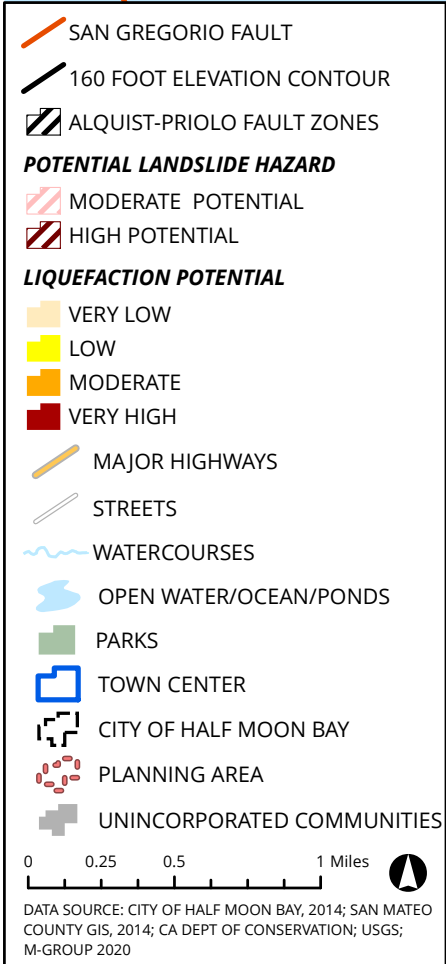 SAN GREGORIO FAULT
160 FOOT ELEVATION CONTOUR
ALQUIST-PRIOLO FAULT ZONES
POTENTIAL LANDSLIDE HAZARD
MODERATE POTENTIAL
HIGH POTENTIAL
LIQUEFACTION POTENTIAL
VERY LOW
LOW
MODERATE
VERY HIGH
MAJOR HIGHWAYS
STREETS
WATERCOURSES
OPEN WATER/OCEAN/PONDS
PARKS
TOWN CENTER
CITY OF HALF MOON BAY
PLANNING AREA
UNINCORPORATED COMMUNITIES
0 0.25 0.5 1 Miles
DATA SOURCE: CITY OF HALF MOON BAY, 2014; SAN MATEO
COUNTY GIS, 2014; CA DEPT OF CONSERVATION; USGS;
M-GROUP 2020